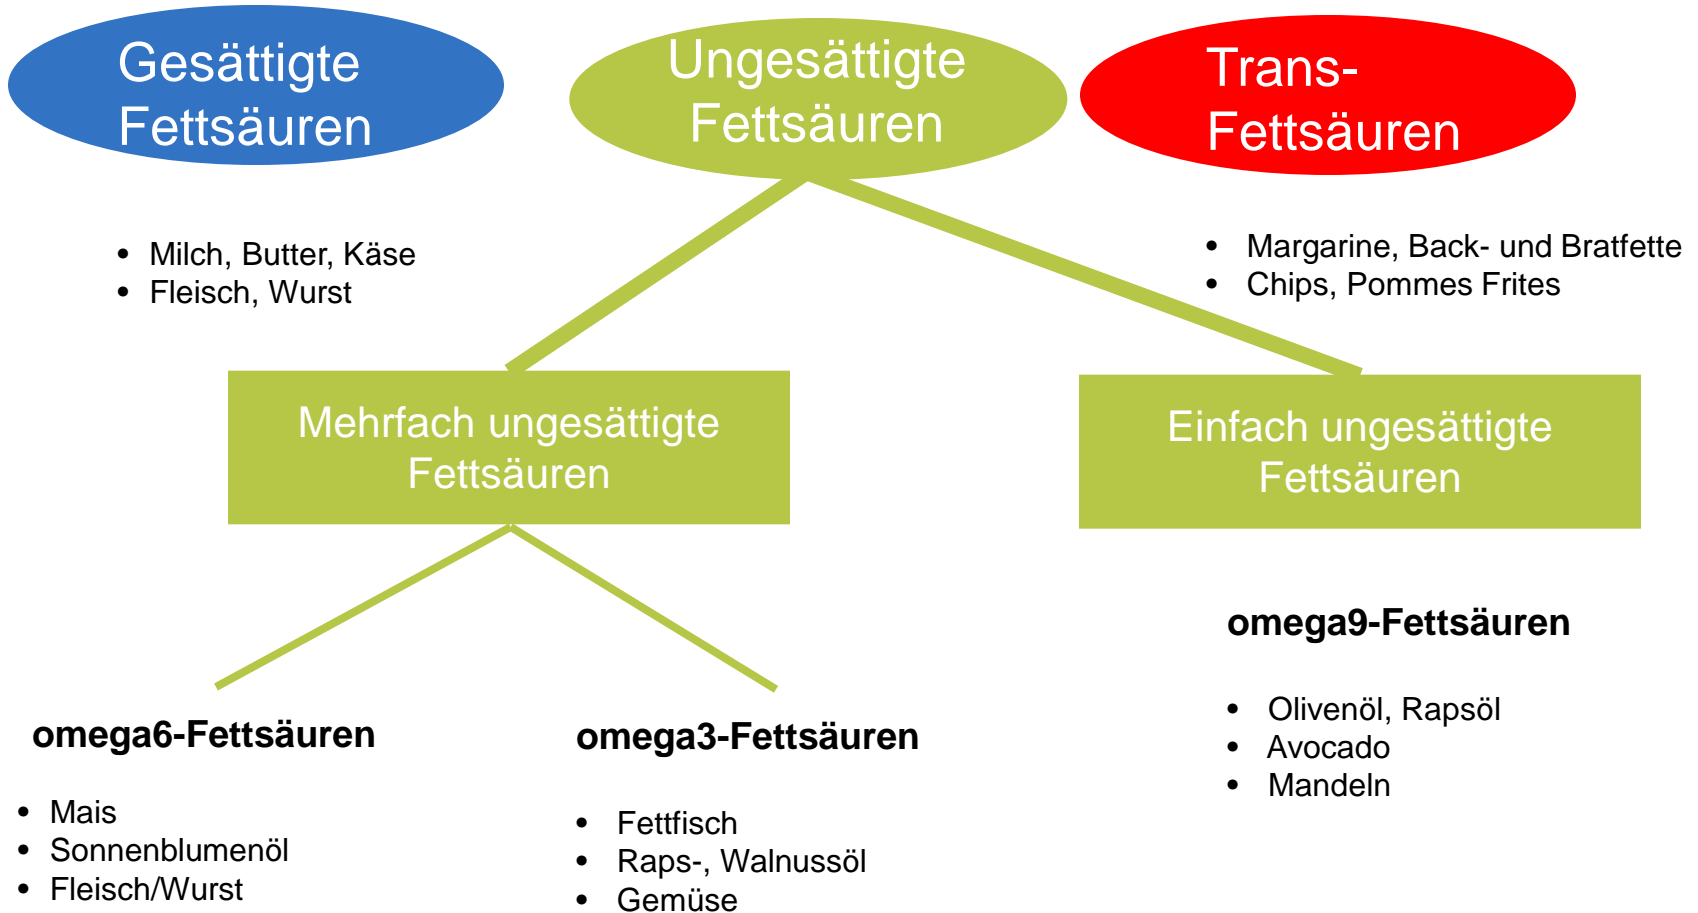 Gesättigte
Fettsäuren
Ungesättigte
Fettsäuren
Trans-
Fettsäuren
• Milch, Butter, Käse
• Fleisch, Wurst
• Margarine, Back- und Bratfette
• Chips, Pommes Frites
Mehrfach ungesättigte
Fettsäuren
Einfach ungesättigte
Fettsäuren
omega6-Fettsäuren
• Mais
• Sonnenblumenöl
• Fleisch/Wurst
omega3-Fettsäuren
• Fettfisch
• Raps-, Walnussöl
• Gemüse
omega9-Fettsäuren
• Olivenöl, Rapsöl
• Avocado
• Mandeln